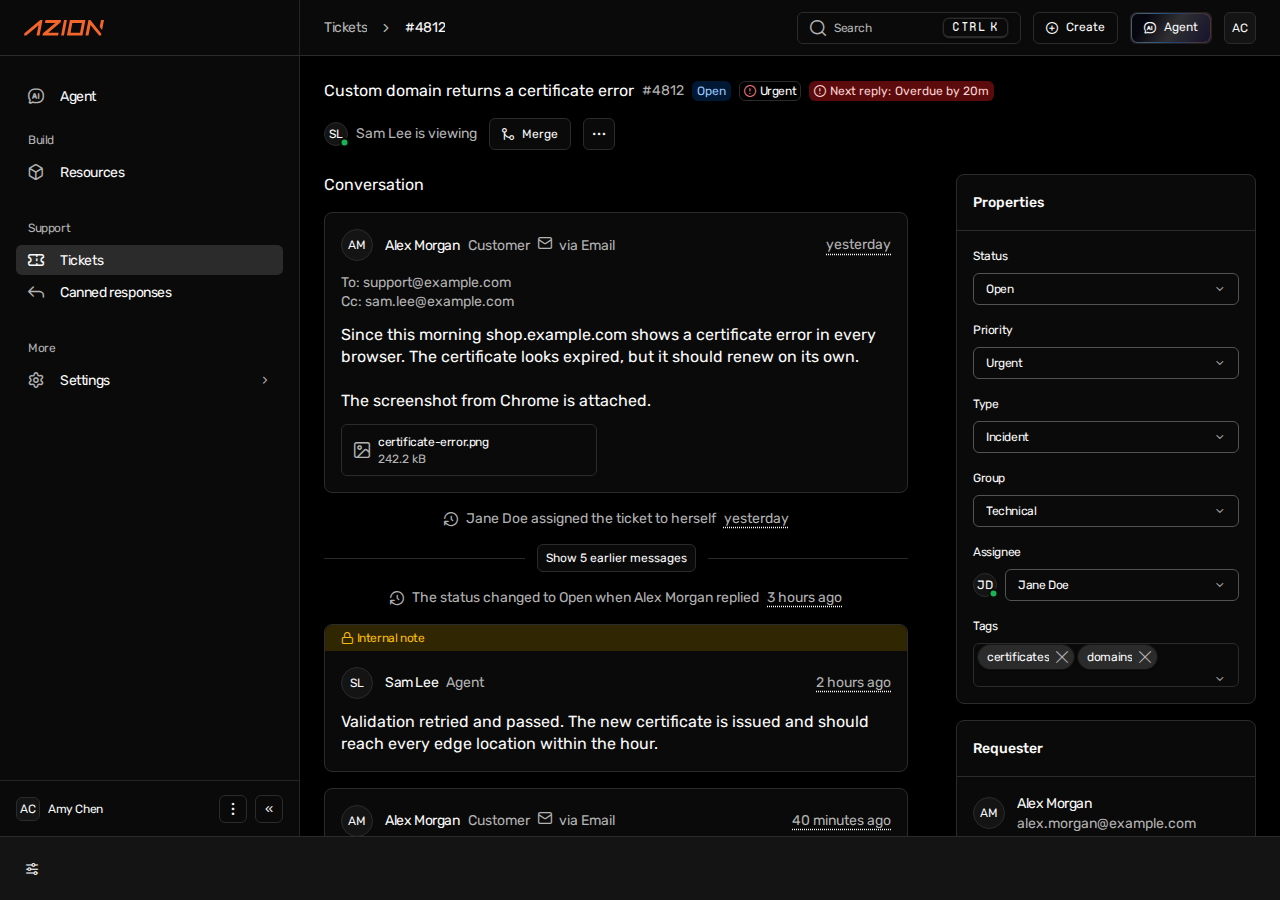 AZION
Tickets > #4812
Search CTRL K
Create
AI Agent
AC
AI Agent
Build
Resources
Support
Tickets
Canned responses
More
Settings
AC Amy Chen
Custom domain returns a certificate error #4812 Open Urgent Next reply: Overdue by 20m
SL Sam Lee is viewing Merge
Conversation
AM Alex Morgan Customer via Email yesterday
To: support@example.com
Cc: sam.lee@example.com
Since this morning shop.example.com shows a certificate error in every
browser. The certificate looks expired, but it should renew on its own.
The screenshot from Chrome is attached.
certificate-error.png
242.2 kB
Jane Doe assigned the ticket to herself yesterday
Show 5 earlier messages
The status changed to Open when Alex Morgan replied 3 hours ago
Internal note
SL Sam Lee Agent 2 hours ago
Validation retried and passed. The new certificate is issued and should
reach every edge location within the hour.
AM Alex Morgan Customer via Email 40 minutes ago
Properties
Status
Open
Priority
Urgent
Type
Incident
Group
Technical
Assignee
JD Jane Doe
Tags
certificates domains
Requester
AM Alex Morgan
alex.morgan@example.com